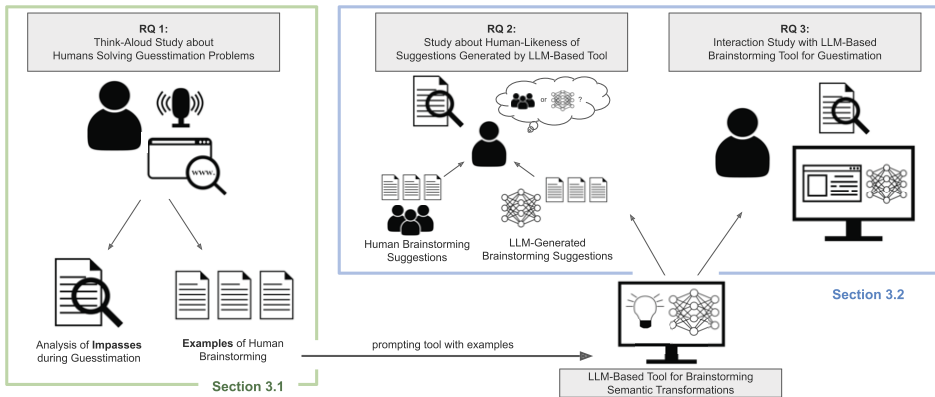 RQ 1:
Think-Aloud Study about
Humans Solving Guesstimation Problems
www.
Analysis of Impasses
during Guesstimation
Examples of Human
Brainstorming
Section 3.1
prompting tool with examples
RQ 2:
Study about Human-Likeness of
Suggestions Generated by LLM-Based Tool
or
?
Human Brainstorming
Suggestions
LLM-Generated
Brainstorming Suggestions
RQ 3:
Interaction Study with LLM-Based
Brainstorming Tool for Guestimation
Section 3.2
LLM-Based Tool for Brainstorming
Semantic Transformations